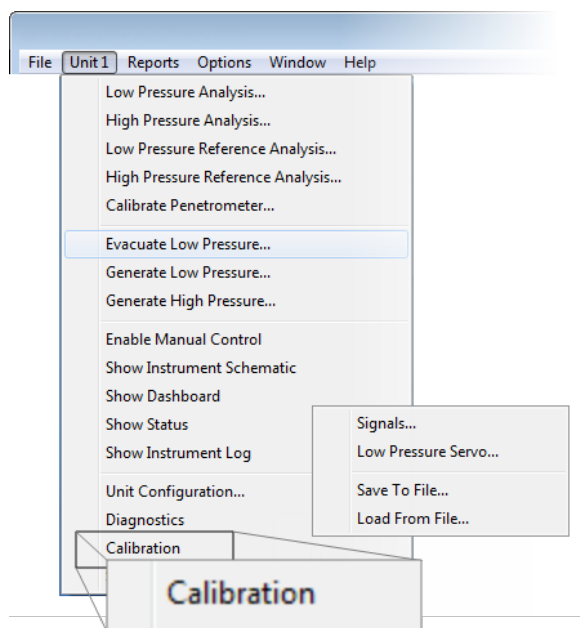 File Unit 1 Reports Options Window Help
Low Pressure Analysis...
High Pressure Analysis...
Low Pressure Reference Analysis...
High Pressure Reference Analysis...
Calibrate Penetrometer...
Evacuate Low Pressure...
Generate Low Pressure...
Generate High Pressure...
Enable Manual Control
Show Instrument Schematic
Show Dashboard
Show Status
Show Instrument Log
Unit Configuration...
Diagnostics
Calibration
Signals...
Low Pressure Servo...
Save To File...
Load From File...
Calibration